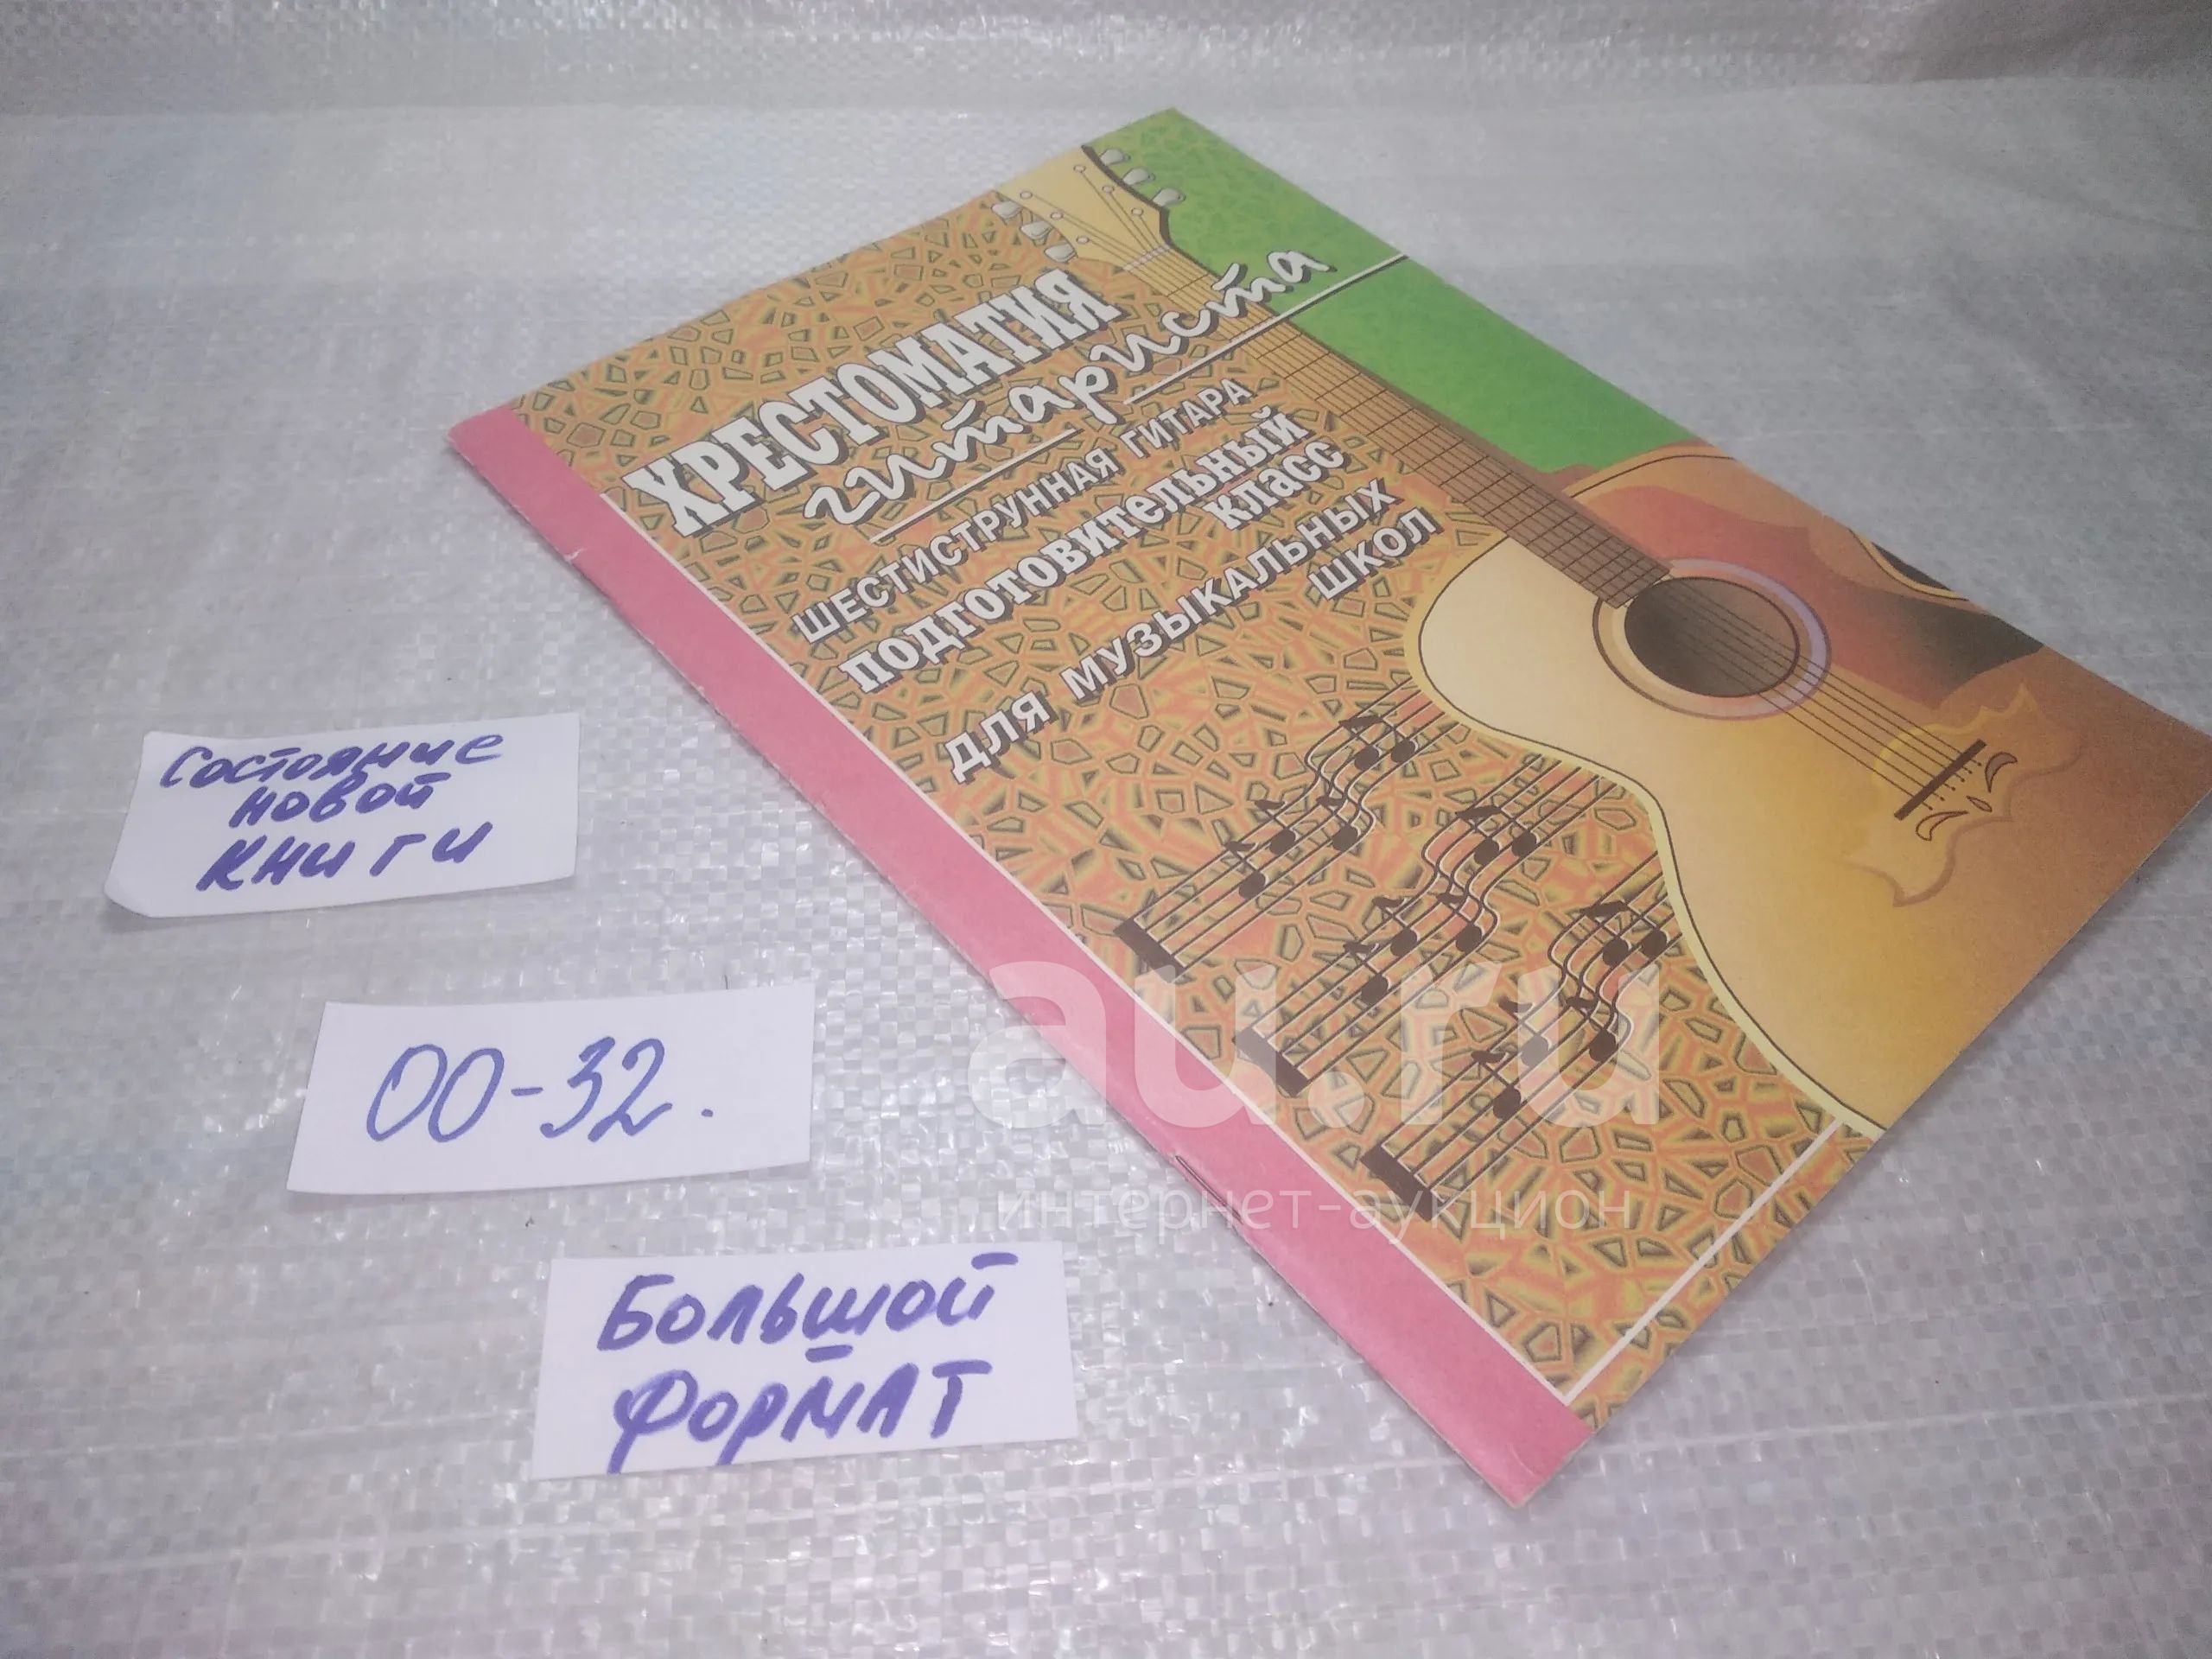 ХРЕСТОМАТИЯ
гитариста
ШЕСТИСТРУННАЯ ГИТАРА
ПОДГОТОВИТЕЛЬНЫЙ
КЛАСС
ДЛЯ МУЗЫКАЛЬНЫХ
ШКОЛ
Состояние
новой
книги
00-32.
Большой
формат
au.ru
интернет-аукцион